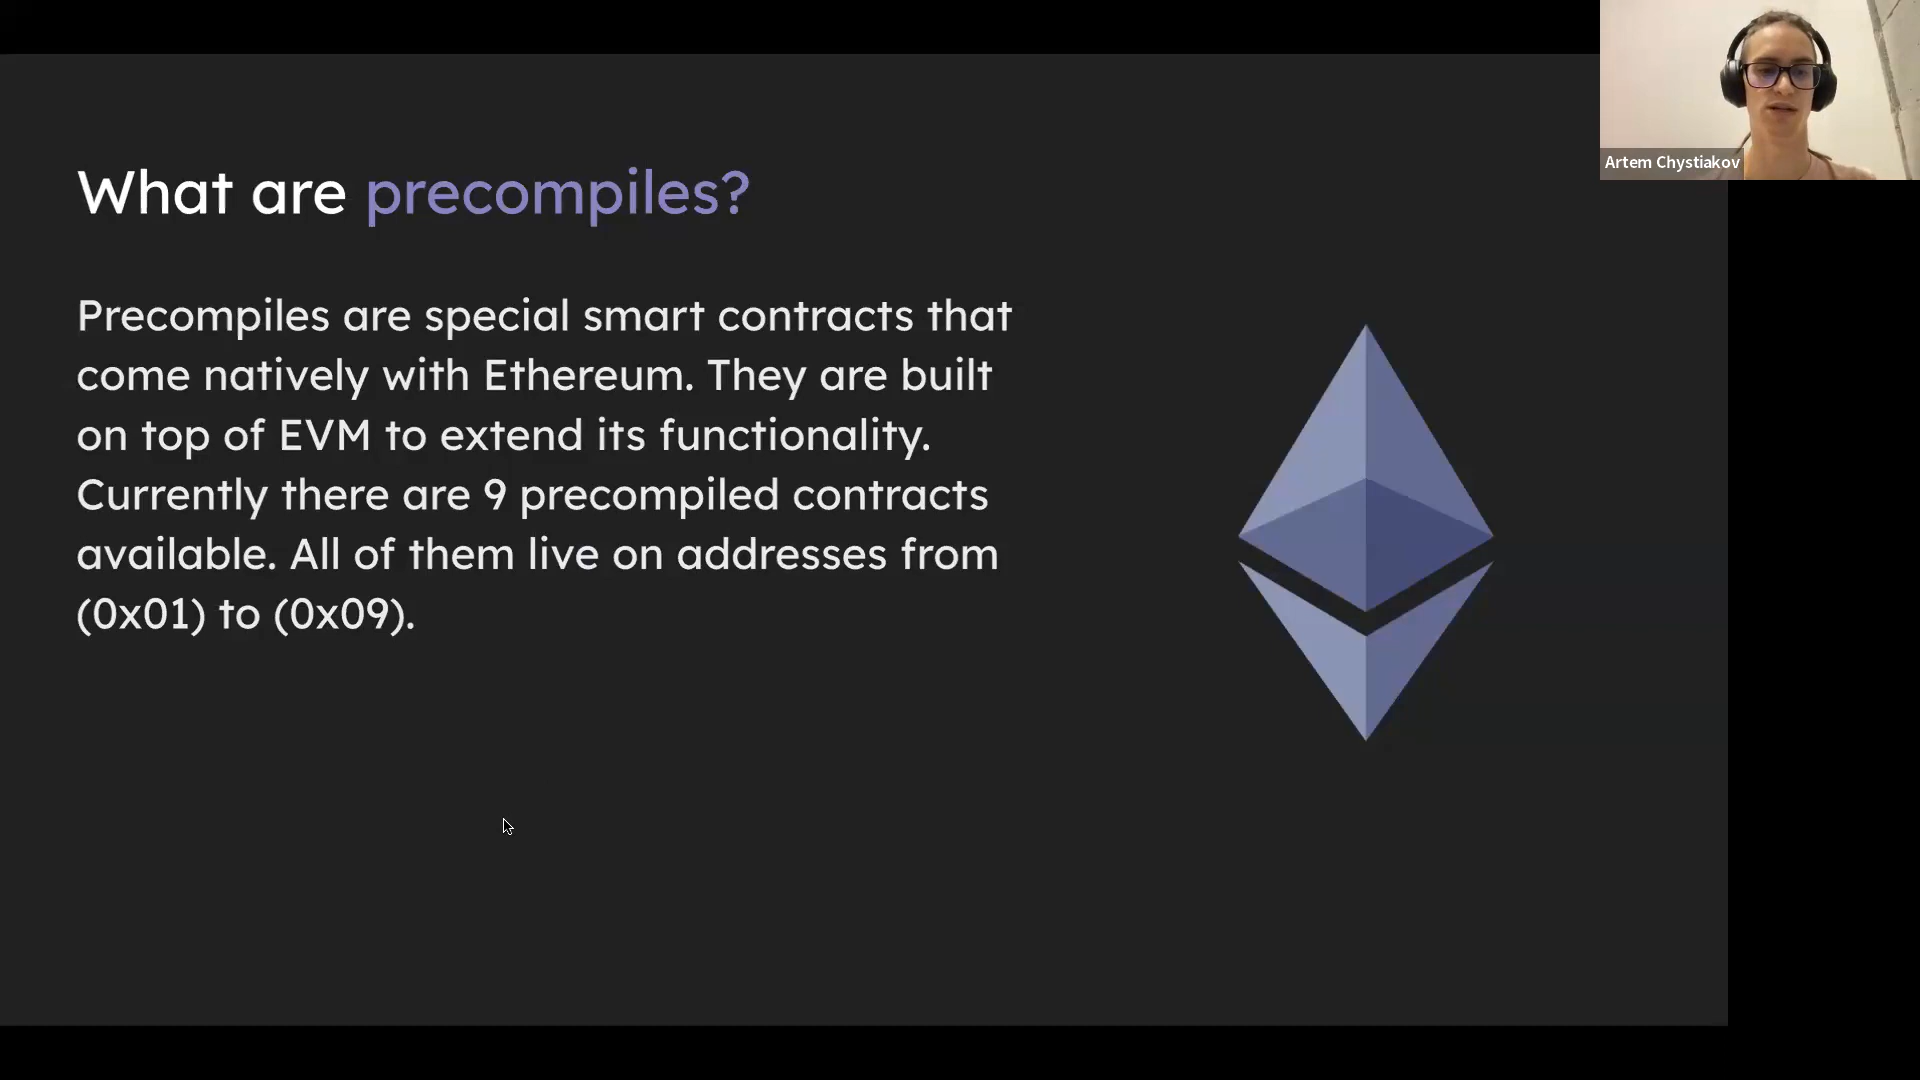 What are precompiles?
Precompiles are special smart contracts that
come natively with Ethereum. They are built
on top of EVM to extend its functionality.
Currently there are 9 precompiled contracts
available. All of them live on addresses from
(0x01) to (0x09).
Artem Chystiakov